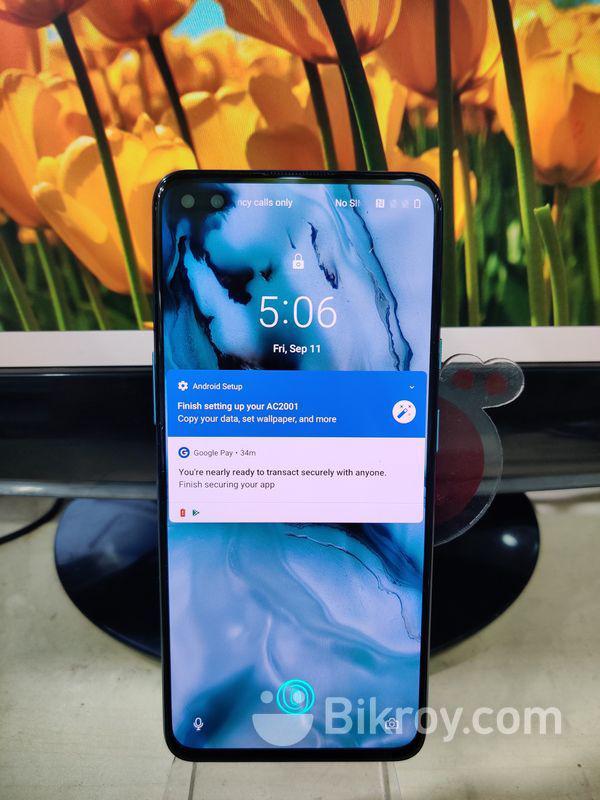 ncy calls only No SI
5:06
Fri, Sep 11
Android Setup
Finish setting up your AC2001
Copy your data, set wallpaper, and more
G Google Pay • 34m
You're nearly ready to transact securely with anyone.
Finish securing your app
Bikroy.com